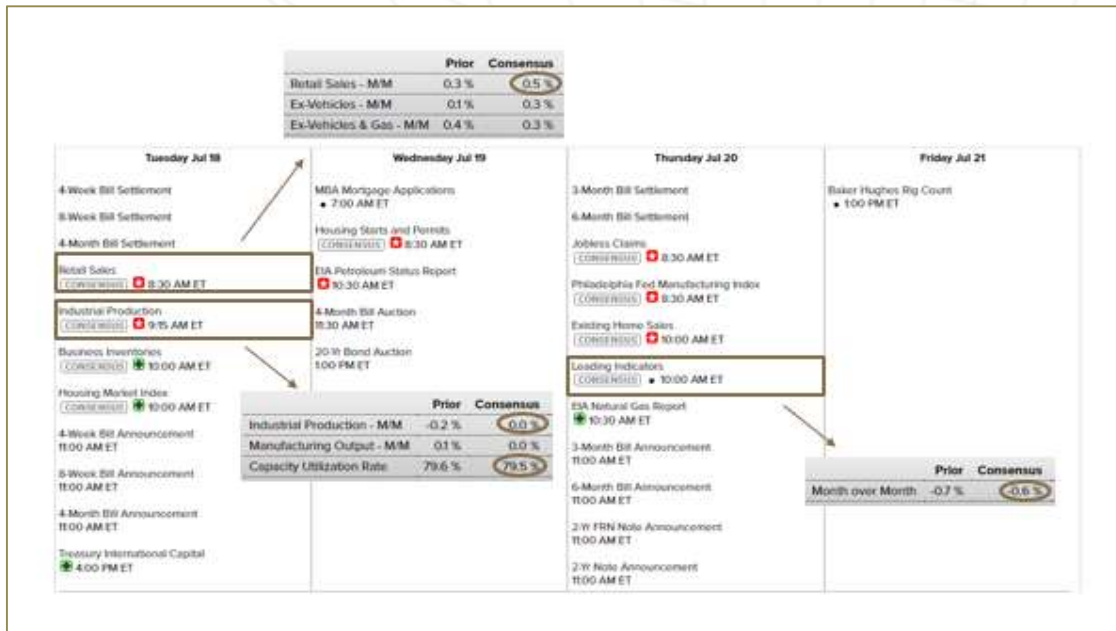 Prior Consensus
Retail Sales - M/M 0.3 % 0.5 %
Ex-Vehicles - M/M 0.1 % 0.3 %
Ex-Vehicles & Gas - M/M 0.4 % 0.3 %
Tuesday Jul 18
4-Week Bill Settlement
8-Week Bill Settlement
4-Month Bill Settlement
Retail Sales
CONSENSUS 8:30 AM ET
Industrial Production
CONSENSUS 9:15 AM ET
Business Inventories
CONSENSUS 10:00 AM ET
Housing Market Index
CONSENSUS 10:00 AM ET
4-Week Bill Announcement
11:00 AM ET
8-Week Bill Announcement
11:00 AM ET
4-Month Bill Announcement
11:00 AM ET
Treasury International Capital
4:00 PM ET
Wednesday Jul 19
MBA Mortgage Applications
• 7:00 AM ET
Housing Starts and Permits
CONSENSUS 8:30 AM ET
EIA Petroleum Status Report
10:30 AM ET
4-Month Bill Auction
11:30 AM ET
20-Yr Bond Auction
1:00 PM ET
Prior Consensus
Industrial Production - M/M -0.2 % 0.0 %
Manufacturing Output - M/M 0.1 % 0.0 %
Capacity Utilization Rate 79.6 % 79.5 %
Thursday Jul 20
3-Month Bill Settlement
6-Month Bill Settlement
Jobless Claims
CONSENSUS 8:30 AM ET
Philadelphia Fed Manufacturing Index
CONSENSUS 8:30 AM ET
Existing Home Sales
CONSENSUS 10:00 AM ET
Leading Indicators
CONSENSUS • 10:00 AM ET
EIA Natural Gas Report
10:30 AM ET
3-Month Bill Announcement
11:00 AM ET
6-Month Bill Announcement
11:00 AM ET
2-Yr FRN Note Announcement
11:00 AM ET
2-Yr Note Announcement
11:00 AM ET
Friday Jul 21
Baker Hughes Rig Count
• 1:00 PM ET
Prior Consensus
Month over Month -0.7 % -0.6 %